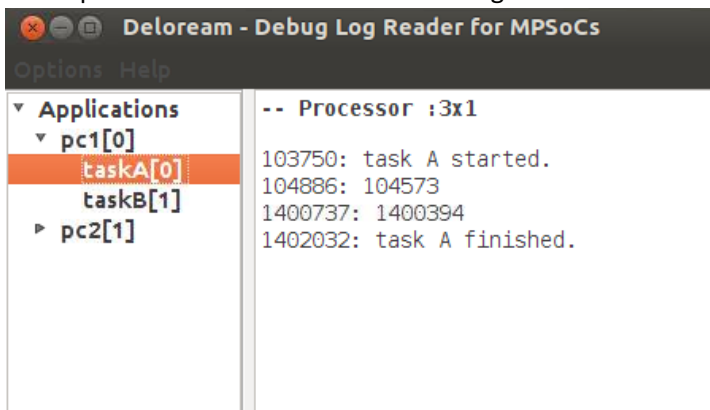 Deloream - Debug Log Reader for MPSoCs
Options Help
Applications
pc1[0]
taskA[0]
taskB[1]
pc2[1]
-- Processor :3x1
103750: task A started.
104886: 104573
1400737: 1400394
1402032: task A finished.